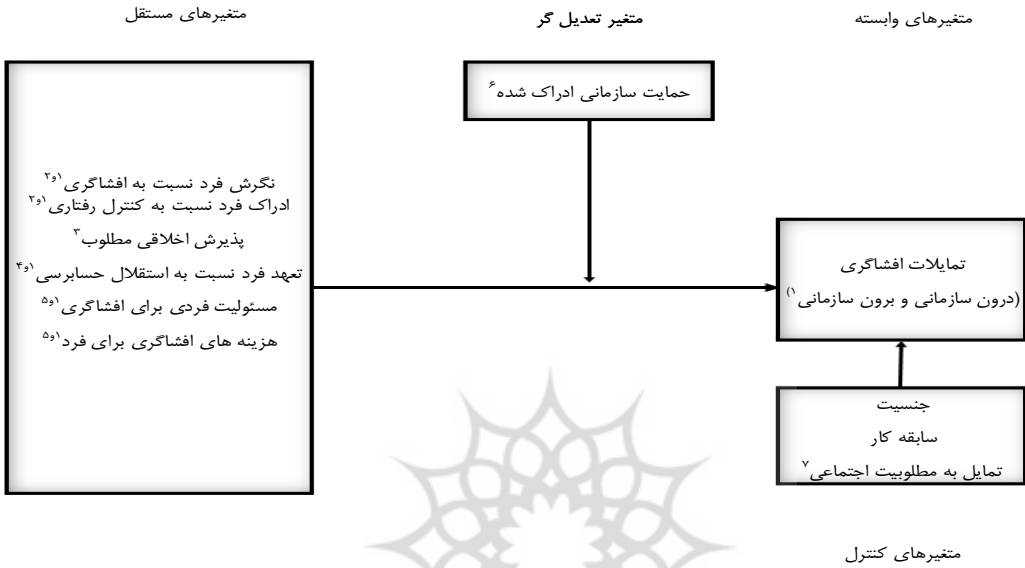 متغیرهای مستقل
متغیر تعدیل گر
متغیرهای وابسته
حمایت سازمانی ادراک شده۶
نگرش فرد نسبت به افشاگری۱و۲
ادراک فرد نسبت به کنترل رفتاری۱و۲
پذیرش اخلاقی مطلوب۳
تعهد فرد نسبت به استقلال حسابرسی۱و۴
مسئولیت فردی برای افشاگری۱و۵
هزینه های افشاگری برای فرد۱و۵
تمایلات افشاگری
(درون سازمانی و برون سازمانی۱)
جنسیت
سابقه کار
تمایل به مطلوبیت اجتماعی۷
متغیرهای کنترل